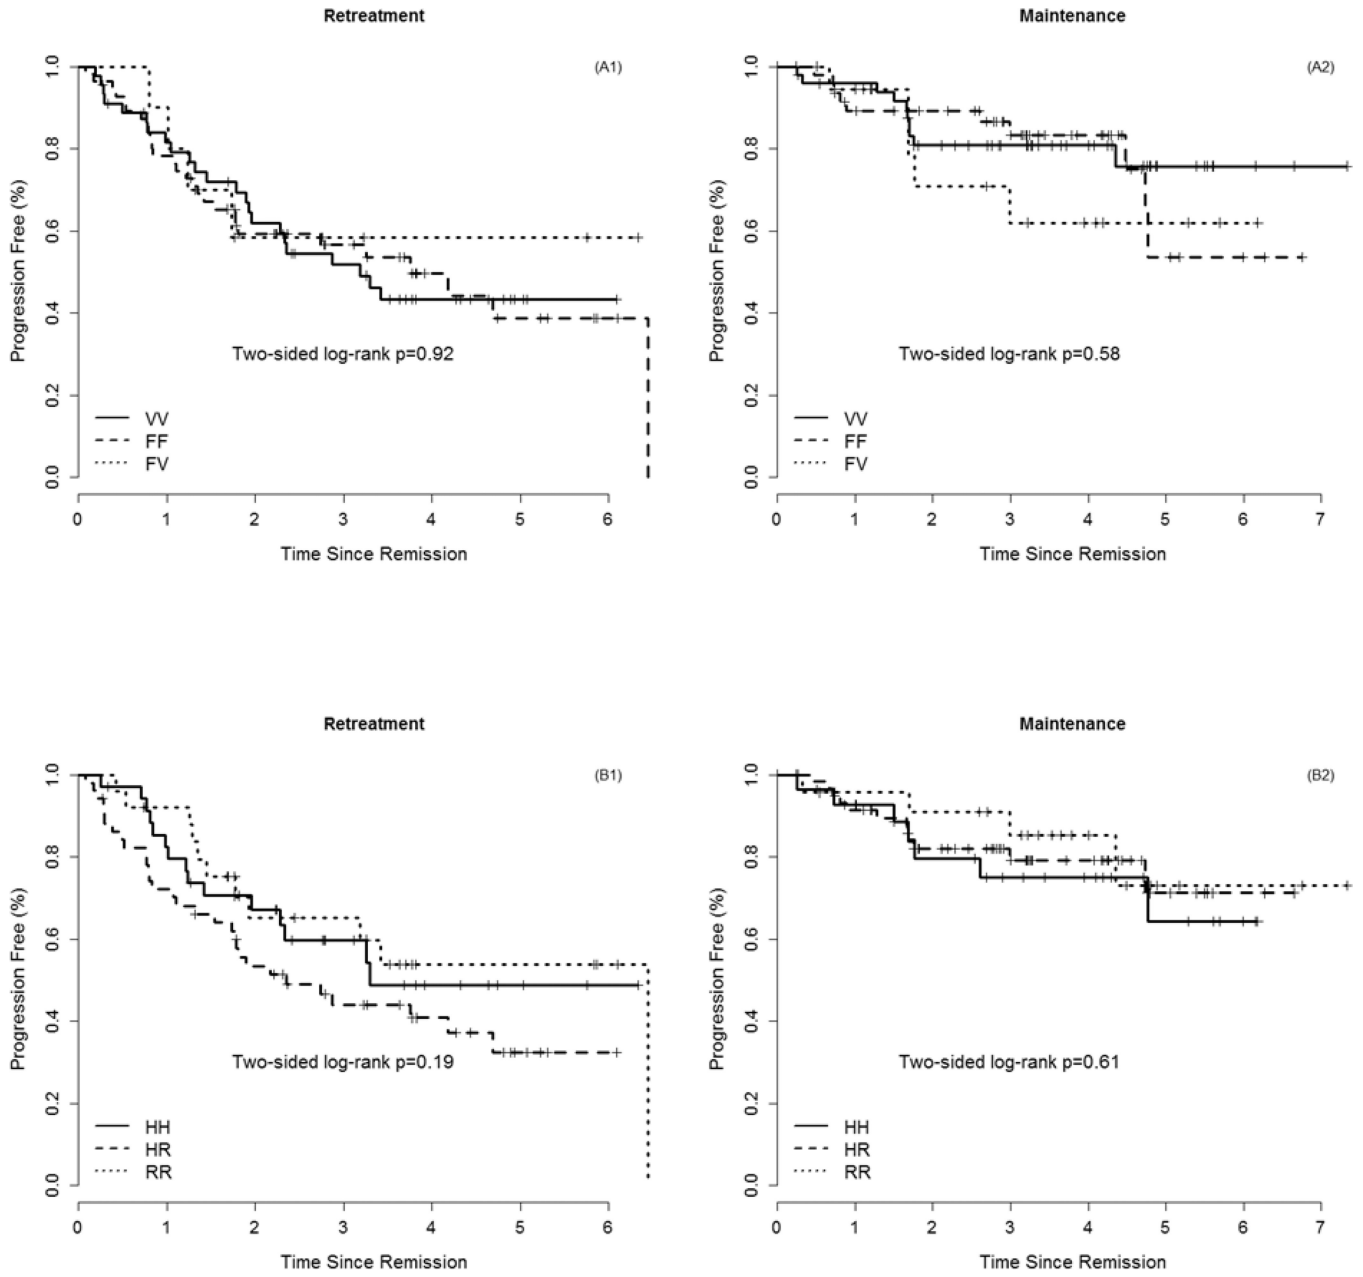 Retreatment
(A1)
Progression Free (%)
1.0
0.8
0.6
0.4
0.2
0.0
Two-sided log-rank p=0.92
VV
FF
FV
0 1 2 3 4 5 6
Time Since Remission
Maintenance
(A2)
Progression Free (%)
1.0
0.8
0.6
0.4
0.2
0.0
Two-sided log-rank p=0.58
VV
FF
FV
0 1 2 3 4 5 6 7
Time Since Remission
Retreatment
(B1)
Progression Free (%)
1.0
0.8
0.6
0.4
0.2
0.0
Two-sided log-rank p=0.19
HH
HR
RR
0 1 2 3 4 5 6
Time Since Remission
Maintenance
(B2)
Progression Free (%)
1.0
0.8
0.6
0.4
0.2
0.0
Two-sided log-rank p=0.61
HH
HR
RR
0 1 2 3 4 5 6 7
Time Since Remission